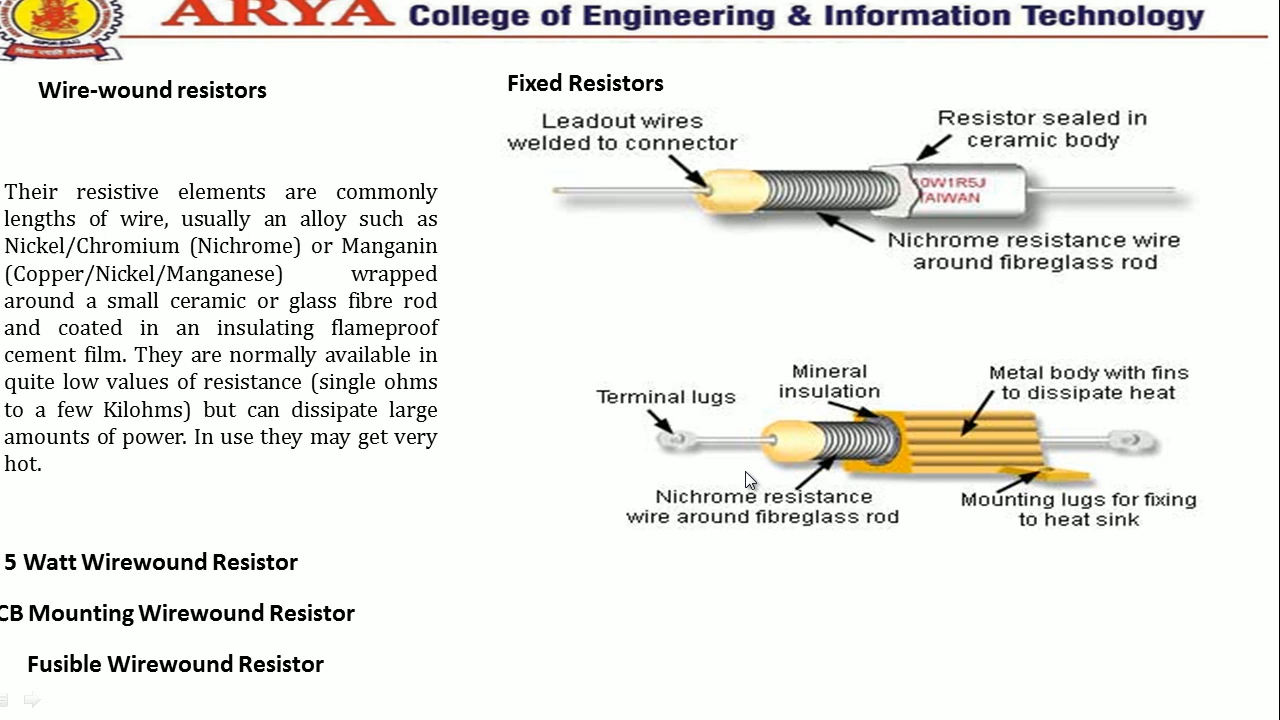 ARYA College of Engineering & Information Technology
Wire-wound resistors
Their resistive elements are commonly
lengths of wire, usually an alloy such as
Nickel/Chromium (Nichrome) or Manganin
(Copper/Nickel/Manganese) wrapped
around a small ceramic or glass fibre rod
and coated in an insulating flameproof
cement film. They are normally available in
quite low values of resistance (single ohms
to a few Kilohms) but can dissipate large
amounts of power. In use they may get very
hot.
5 Watt Wirewound Resistor
CB Mounting Wirewound Resistor
Fusible Wirewound Resistor
Fixed Resistors
Leadout wires
welded to connector
Resistor sealed in
ceramic body
0W1R5J
TAIWAN
Nichrome resistance wire
around fibreglass rod
Terminal lugs
Mineral
insulation
Metal body with fins
to dissipate heat
Nichrome resistance
wire around fibreglass rod
Mounting lugs for fixing
to heat sink